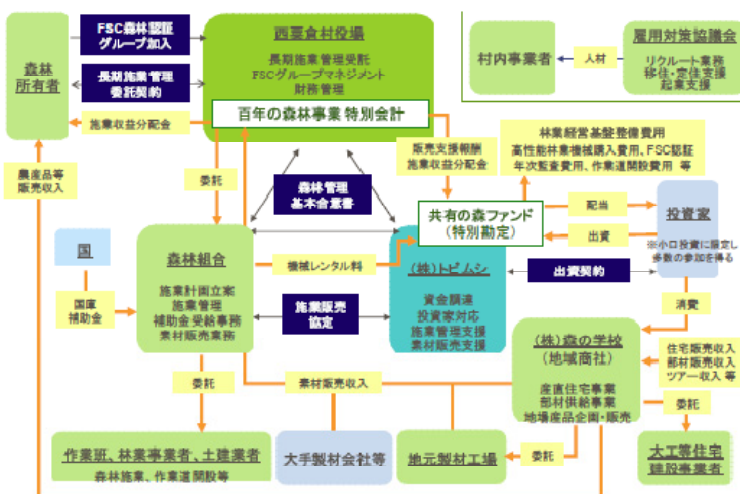 FSC森林認証
グループ加入
西粟倉村役場
長期施業管理受託
FSCグループマネジメント
財務管理
百年の森林事業 特別会計
森林
所有者
長期施業管理
委託契約
施業収益分配金
村内事業者
人材
雇用対策協議会
リクルート業務
移住・定住支援
起業支援
農産品等
販売収入
委託
森林管理
基本合意書
販売支援報酬
施業収益分配金
林業経営基盤整備費用
高性能林業機械購入費用、FSC認証
年次監査費用、作業道開設費用 等
共有の森ファンド
(特別勘定)
配当
出資
投資家
※小口投資に限定し
多数の参加を得る
国
国庫
補助金
森林組合
施業計画立案
施業管理
補助金受給事務
素材販売業務
機械レンタル料
(株)トビムシ
資金調達
投資家対応
施業管理支援
素材販売支援
出資契約
施業販売
協定
消費
(株)森の学校
(地域商社)
産直住宅事業
部材供給事業
地場産品企画・販売
住宅販売収入
部材販売収入
ツアー収入 等
委託
素材販売収入
委託
作業班、林業事業者、土建業者
森林施業、作業道開設等
大手製材会社等
地元製材工場
委託
大工等住宅
建設事業者